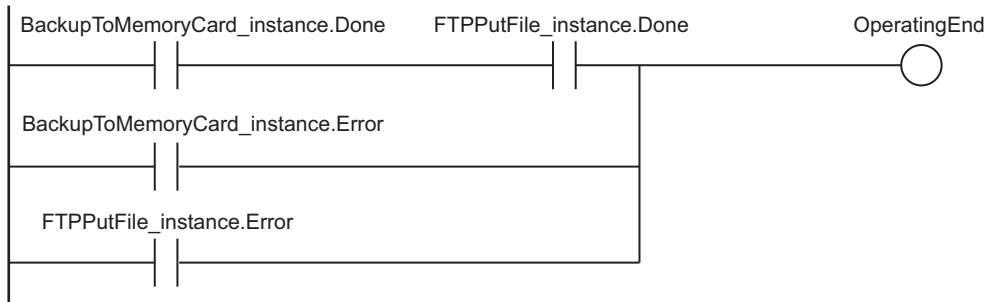 BackupToMemoryCard_instance.Done FTPPutFile_instance.Done OperatingEnd
BackupToMemoryCard_instance.Error
FTPPutFile_instance.Error